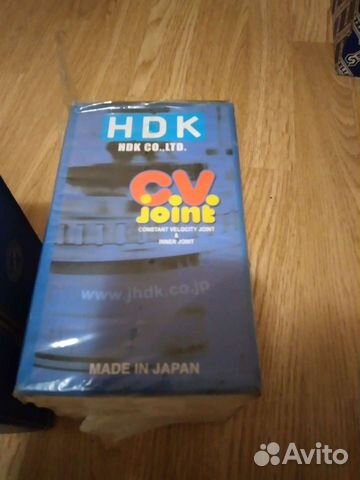 HDK
HDK CO.,LTD.
C.V.
Joint
CONSTANT VELOCITY JOINT
&
INNER JOINT
www.jhdk.co.jp
MADE IN JAPAN
Avito